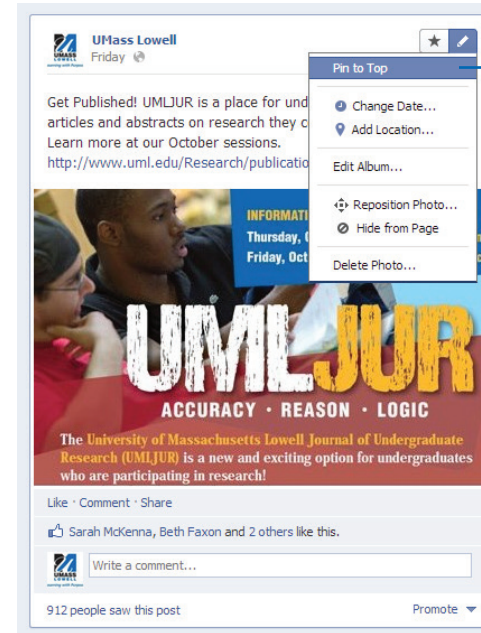 UMASS
LOWELL
UMass Lowell
Friday
Pin to Top
Change Date...
Add Location...
Edit Album...
Reposition Photo...
Hide from Page
Delete Photo...
Get Published! UMLJUR is a place for
articles and abstracts on research they
Learn more at our October sessions.
http://www.uml.edu/Research/publicatio
Thursday,
Friday, Oct
UMLJUR
ACCURACY · REASON · LOGIC
The University of Massachusetts Lowell Journal of Undergraduate
Research (UMLJUR) is a new and exciting option for undergraduates
who are participating in research!
Like · Comment · Share
Sarah McKenna, Beth Faxon and 2 others like this.
UMASS
LOWELL
Write a comment...
912 people saw this post
Promote